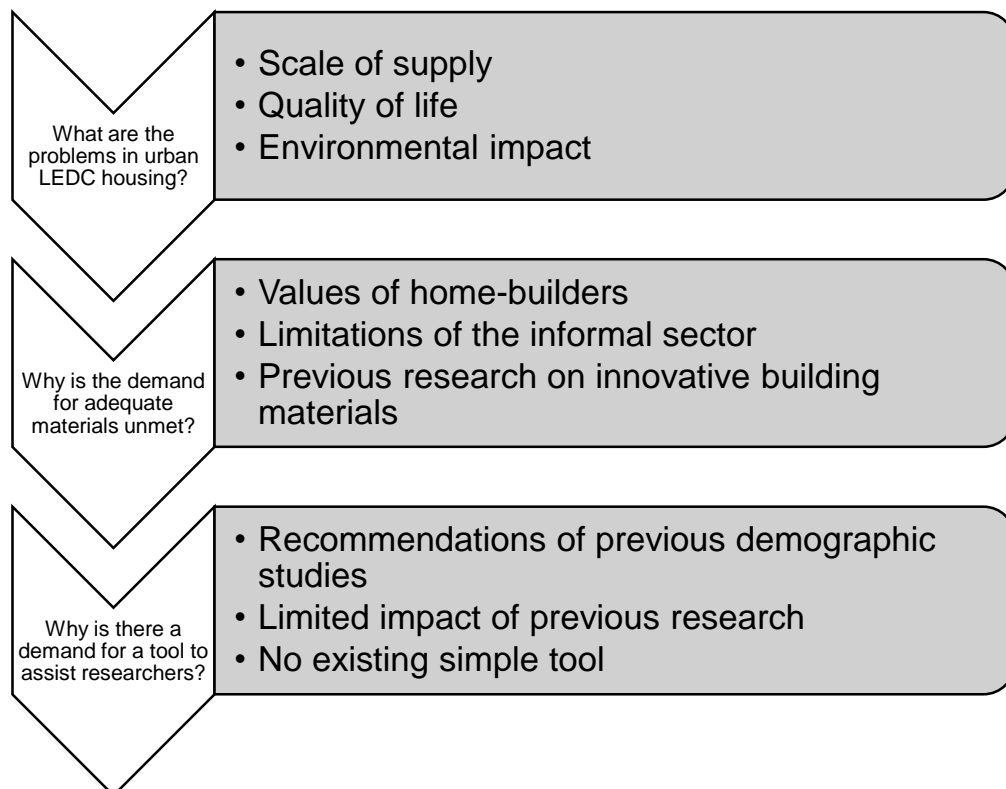 What are the
problems in urban
LEDC housing?
• Scale of supply
• Quality of life
• Environmental impact
Why is the demand
for adequate
materials unmet?
• Values of home-builders
• Limitations of the informal sector
• Previous research on innovative building
materials
Why is there a
demand for a tool to
assist researchers?
• Recommendations of previous demographic
studies
• Limited impact of previous research
• No existing simple tool